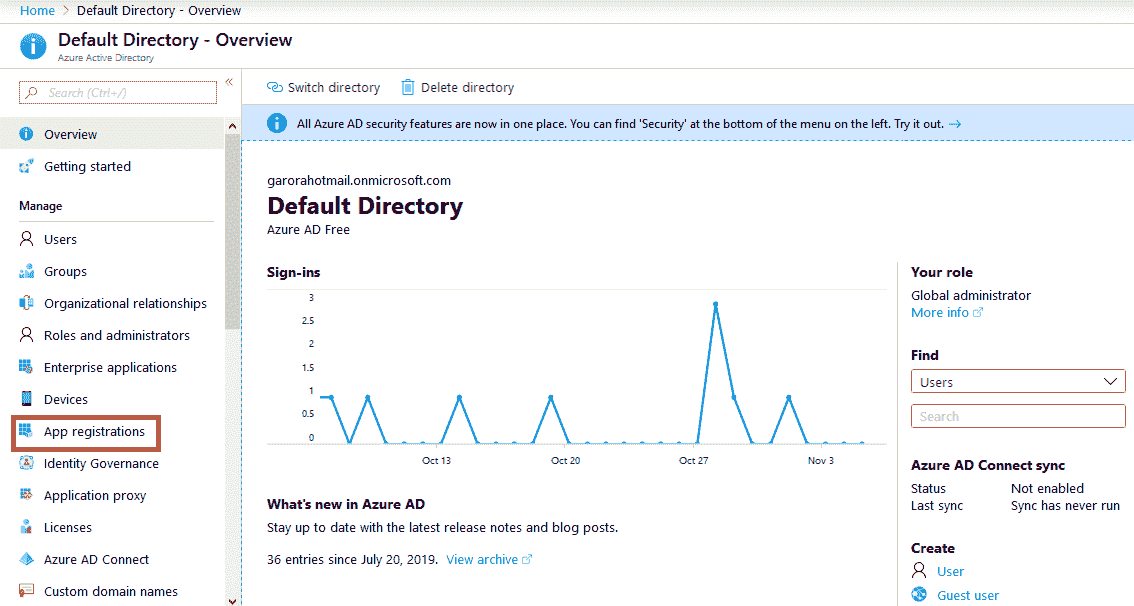 Home > Default Directory - Overview
Default Directory - Overview
Azure Active Directory
Search (Ctrl+/)
«
Overview
Getting started
Manage
Users
Groups
Organizational relationships
Roles and administrators
Enterprise applications
Devices
App registrations
Identity Governance
Application proxy
Licenses
Azure AD Connect
Custom domain names
Switch directory
Delete directory
All Azure AD security features are now in one place. You can find 'Security' at the bottom of the menu on the left. Try it out. →
garorahotmail.onmicrosoft.com
Default Directory
Azure AD Free
Sign-ins
3
2.5
2
1.5
1
0.5
0
Oct 13 Oct 20 Oct 27 Nov 3
What's new in Azure AD
Stay up to date with the latest release notes and blog posts.
36 entries since July 20, 2019. View archive
Your role
Global administrator
More info
Find
Users
Search
Azure AD Connect sync
Status Not enabled
Last sync Sync has never run
Create
User
Guest user